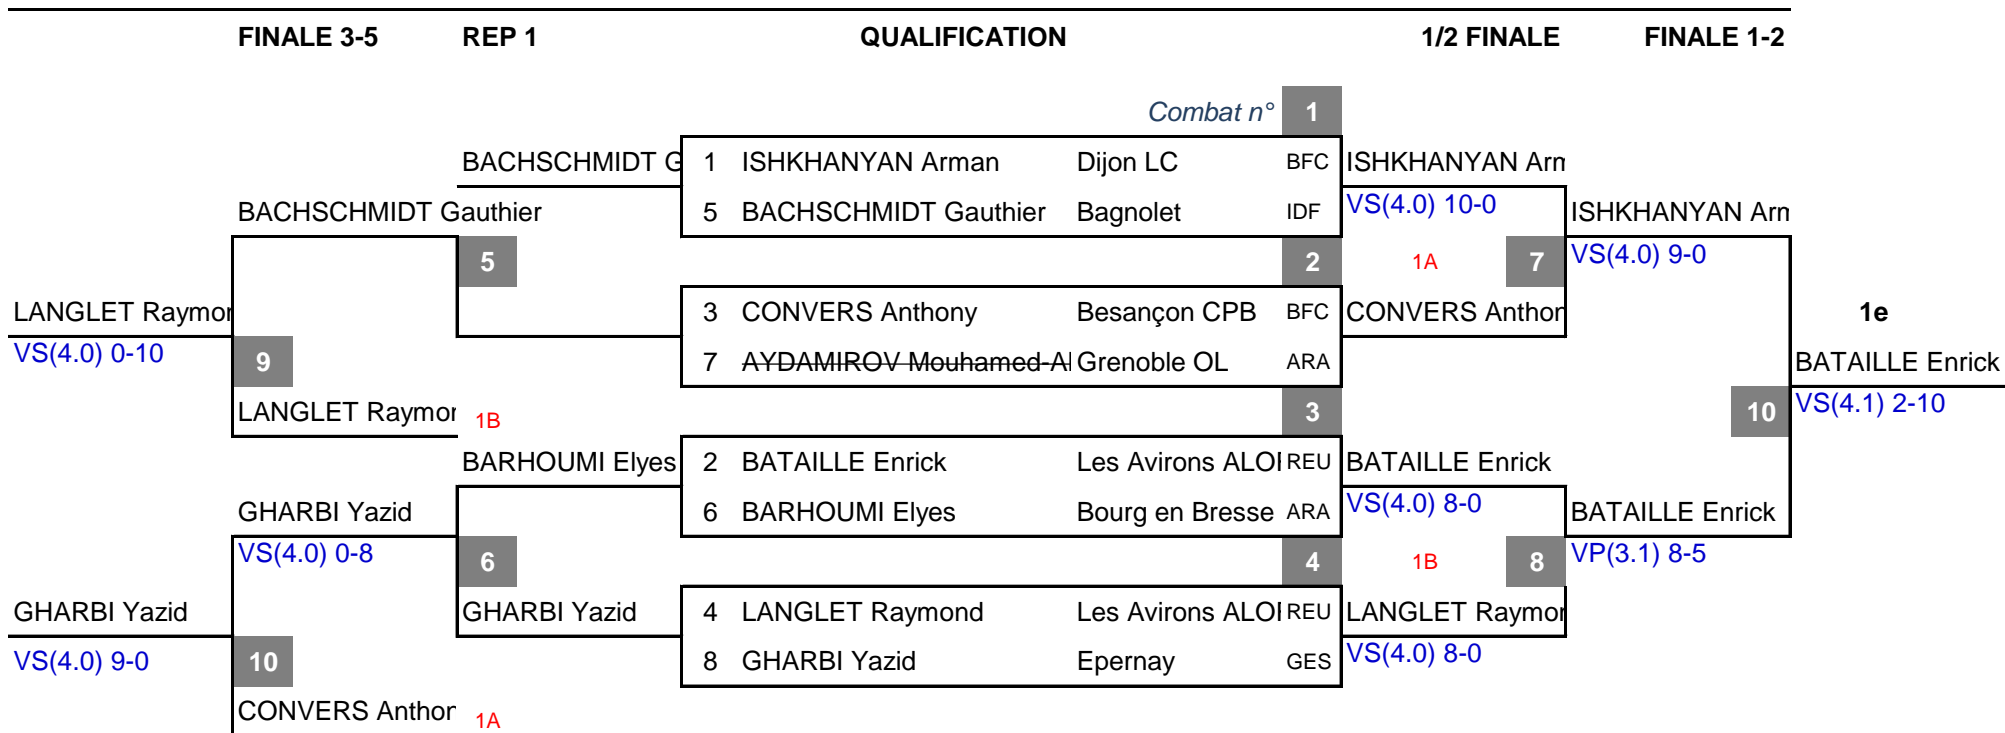 FINALE 3-5 REP 1 QUALIFICATION 1/2 FINALE FINALE 1-2
Combat n° 1
BACHSCHMIDT G 1 ISHKHANYAN Arman Dijon LC BFC ISHKHANYAN Arm
BACHSCHMIDT Gauthier 5 BACHSCHMIDT Gauthier Bagnolet IDF VS(4.0) 10-0 ISHKHANYAN Arm
5 2 1A 7 VS(4.0) 9-0
LANGLET Raymon 3 CONVERS Anthony Besançon CPB BFC CONVERS Anthon 1e
VS(4.0) 0-10 9 7 AYDAMIROV Mouhamed-Al Grenoble OL ARA BATAILLE Enrick
LANGLET Raymon 1B 3 10 VS(4.1) 2-10
BARHOUMI Elyes 2 BATAILLE Enrick Les Avirons ALOI REU BATAILLE Enrick
GHARBI Yazid 6 BARHOUMI Elyes Bourg en Bresse ARA VS(4.0) 8-0 BATAILLE Enrick
VS(4.0) 0-8 6 4 1B 8 VP(3.1) 8-5
GHARBI Yazid GHARBI Yazid 4 LANGLET Raymond Les Avirons ALOI REU LANGLET Raymon
VS(4.0) 9-0 10 8 GHARBI Yazid Epernay GES VS(4.0) 8-0
CONVERS Anthon 1A